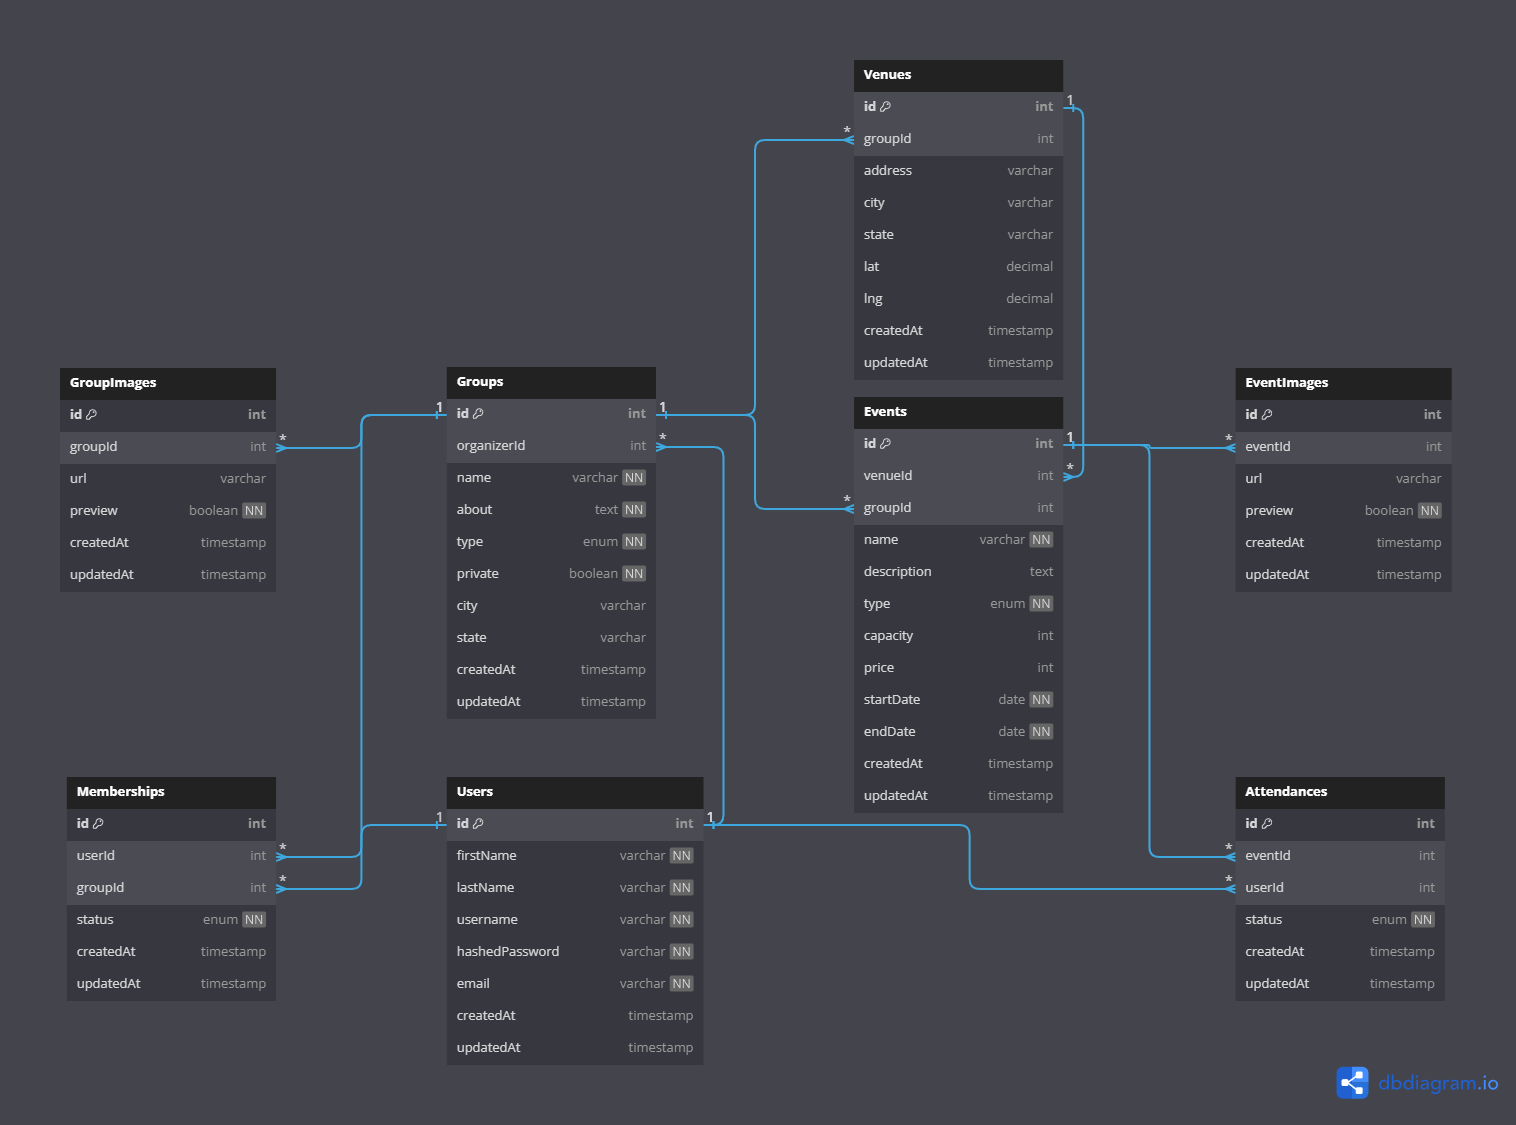 Venues
id int
groupId int
address varchar
city varchar
state varchar
lat decimal
lng decimal
createdAt timestamp
updatedAt timestamp
1
*
GroupImages
id int
groupId int
url varchar
preview boolean NN
createdAt timestamp
updatedAt timestamp
*
Groups
id int
organizerId int
name varchar NN
about text NN
type enum NN
private boolean NN
city varchar
state varchar
createdAt timestamp
updatedAt timestamp
1
1
*
Events
id int
venueId int
groupId int
name varchar NN
description text
type enum NN
capacity int
price int
startDate date NN
endDate date NN
createdAt timestamp
updatedAt timestamp
1
*
*
EventImages
id int
eventId int
url varchar
preview boolean NN
createdAt timestamp
updatedAt timestamp
*
Memberships
id int
userId int
groupId int
status enum NN
createdAt timestamp
updatedAt timestamp
*
*
Users
id int
firstName varchar NN
lastName varchar NN
username varchar NN
hashedPassword varchar NN
email varchar NN
createdAt timestamp
updatedAt timestamp
1
1
Attendances
id int
eventId int
userId int
status enum NN
createdAt timestamp
updatedAt timestamp
*
*
dbdiagram.io